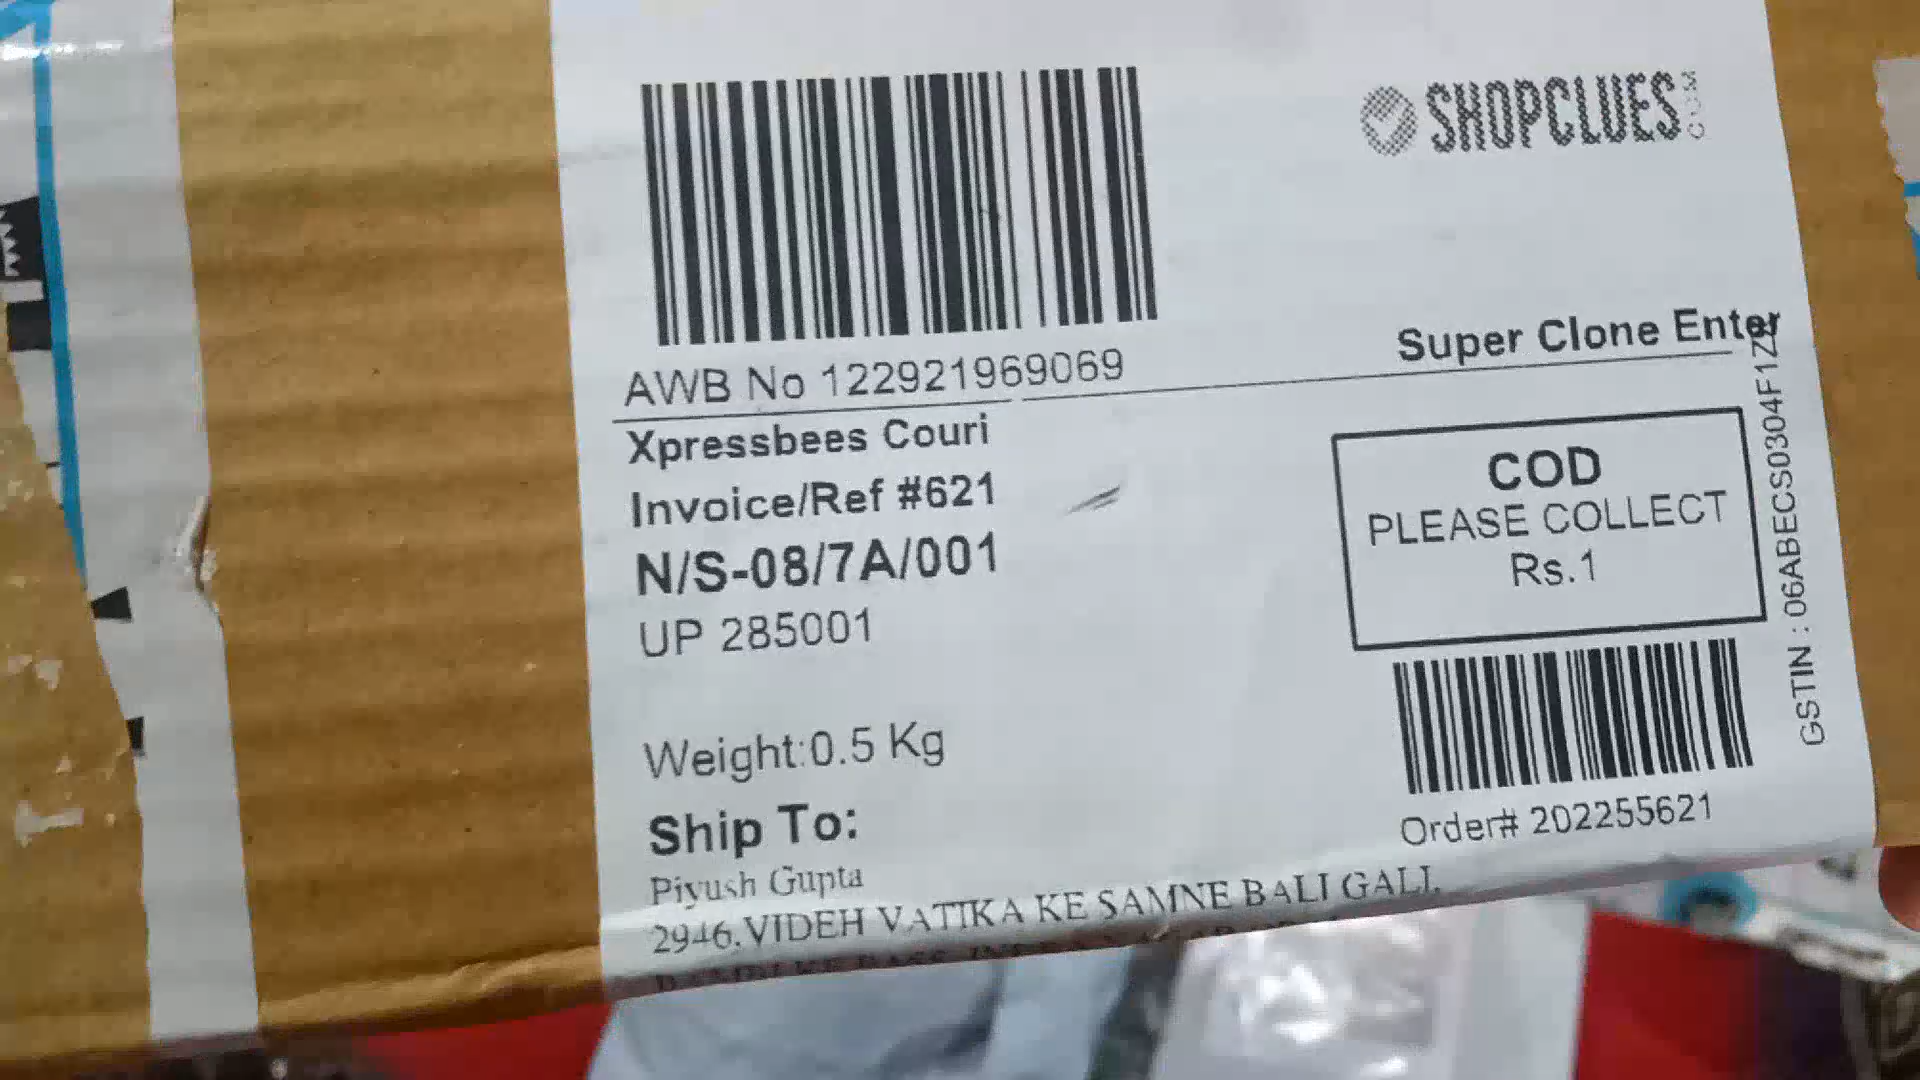 SHOPCLUES.COM
AWB No 122921969069
Super Clone Enter
Xpressbees Couri
Invoice/Ref #621
N/S-08/7A/001
UP 285001
COD
PLEASE COLLECT
Rs.1
GSTIN : 06ABECS0304F1Z
Weight:0.5 Kg
Order# 202255621
Ship To:
Piyush Gupta
2946,VIDEH VATIKA KE SAMNE BALI GALI,